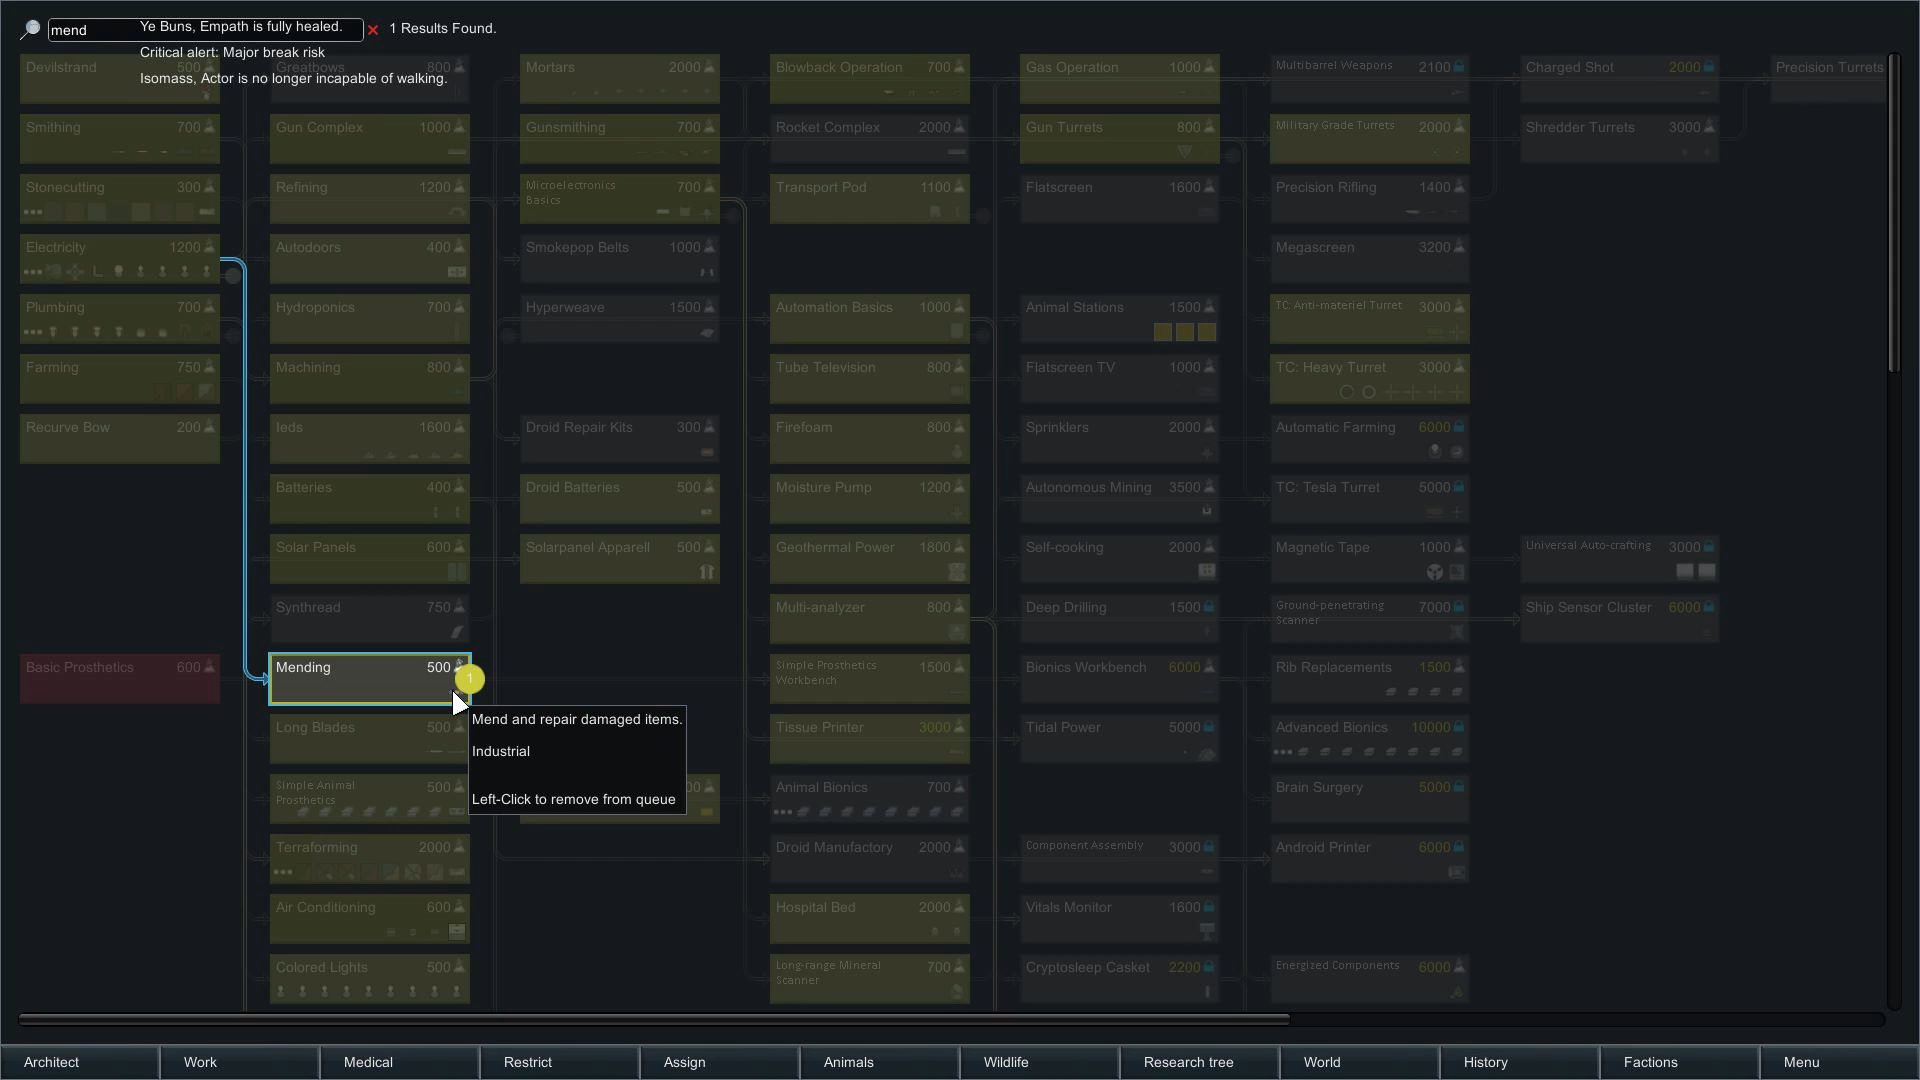 mend
1 Results Found.
Ye Buns, Empath is fully healed.
Critical alert: Major break risk
Isomass, Actor is no longer incapable of walking.
Devilstrand 500
Greatbows 800
Mortars 2000
Blowback Operation 700
Gas Operation 1000
Multibarrel Weapons 2100
Charged Shot 2000
Precision Turrets
Smithing 700
Gun Complex 1000
Gunsmithing 700
Rocket Complex 2000
Gun Turrets 800
Military Grade Turrets 2000
Shredder Turrets 3000
Stonecutting 300
Refining 1200
Microelectronics Basics 700
Transport Pod 1100
Flatscreen 1600
Precision Rifling 1400
Electricity 1200
Autodoors 400
Smokepop Belts 1000
Megascreen 3200
Plumbing 700
Hydroponics 700
Hyperweave 1500
Automation Basics 1000
Animal Stations 1500
TC: Anti-materiel Turret 3000
Farming 750
Machining 800
Tube Television 800
Flatscreen TV 1000
TC: Heavy Turret 3000
Recurve Bow 200
Ieds 1600
Droid Repair Kits 300
Firefoam 800
Sprinklers 2000
Automatic Farming 6000
Batteries 400
Droid Batteries 500
Moisture Pump 1200
Autonomous Mining 3500
TC: Tesla Turret 5000
Solar Panels 600
Solarpanel Apparell 500
Geothermal Power 1800
Self-cooking 2000
Magnetic Tape 1000
Universal Auto-crafting 3000
Synthread 750
Multi-analyzer 800
Deep Drilling 1500
Ground-penetrating Scanner 7000
Ship Sensor Cluster 6000
Basic Prosthetics 600
Mending 500
1
Simple Prosthetics Workbench 1500
Bionics Workbench 6000
Rib Replacements 1500
Mend and repair damaged items.
Industrial
Left-Click to remove from queue
Long Blades 500
Tissue Printer 3000
Tidal Power 5000
Advanced Bionics 10000
Simple Animal Prosthetics 500
Animal Bionics 700
Brain Surgery 5000
Terraforming 2000
Droid Manufactory 2000
Component Assembly 3000
Android Printer 6000
Air Conditioning 600
Hospital Bed 2000
Vitals Monitor 1600
Colored Lights 500
Long-range Mineral Scanner 700
Cryptosleep Casket 2200
Energized Components 6000
Architect
Work
Medical
Restrict
Assign
Animals
Wildlife
Research tree
World
History
Factions
Menu